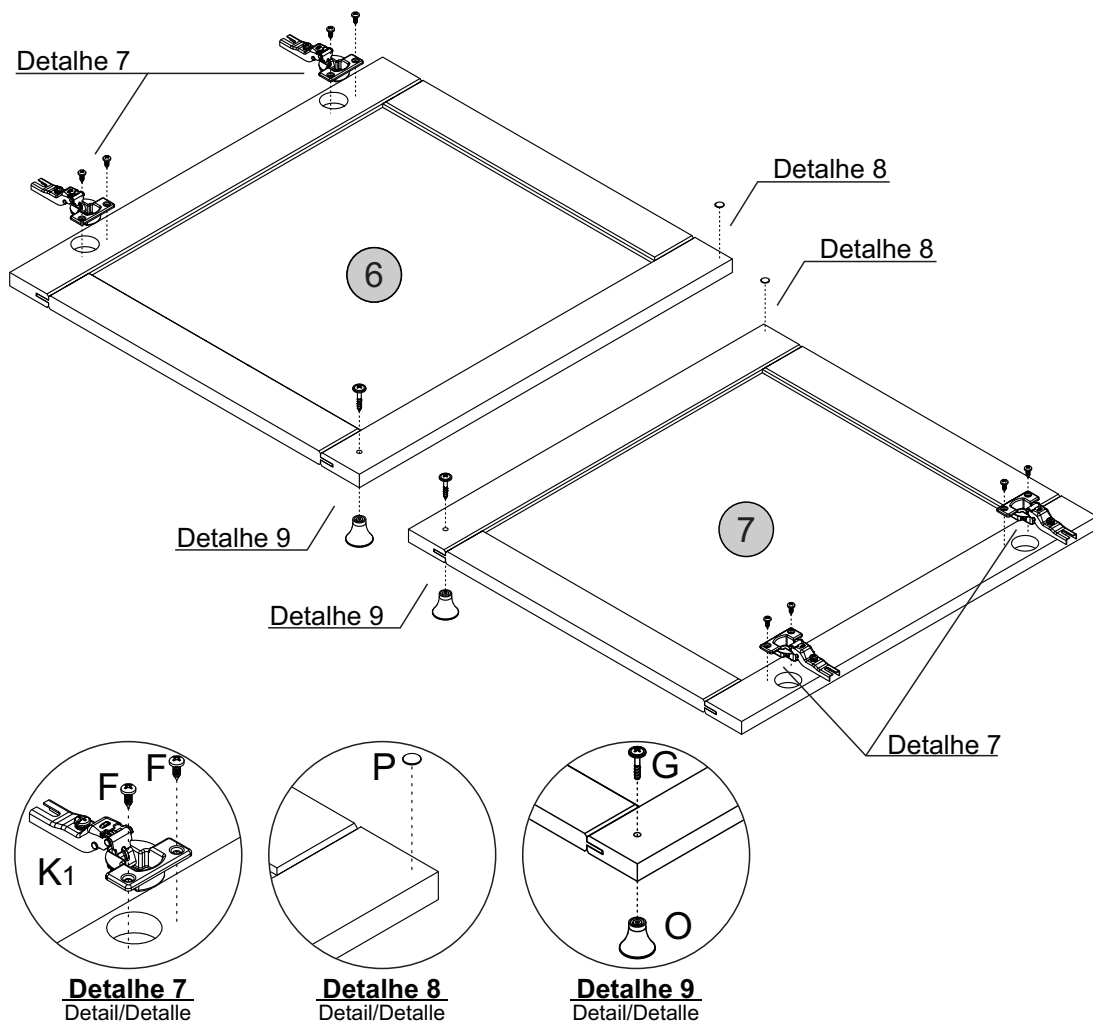 Detalhe 7
Detalhe 8
Detalhe 8
6
7
Detalhe 9
Detalhe 9
Detalhe 7
F
F
K1
P
G
O
Detalhe 7
Detail/Detalle
Detalhe 8
Detail/Detalle
Detalhe 9
Detail/Detalle